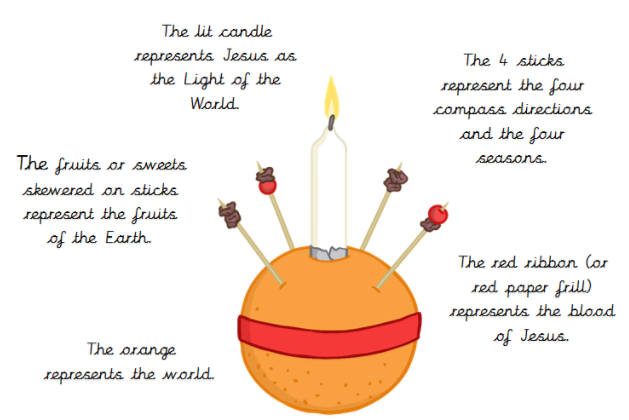 The lit candle
represents Jesus as
the Light of the
World.
The 4 sticks
represent the four
compass directions
and the four
seasons.
The fruits or sweets
skewered on sticks
represent the fruits
of the Earth.
The red ribbon (or
red paper frill)
represents the blood
of Jesus.
The orange
represents the world.